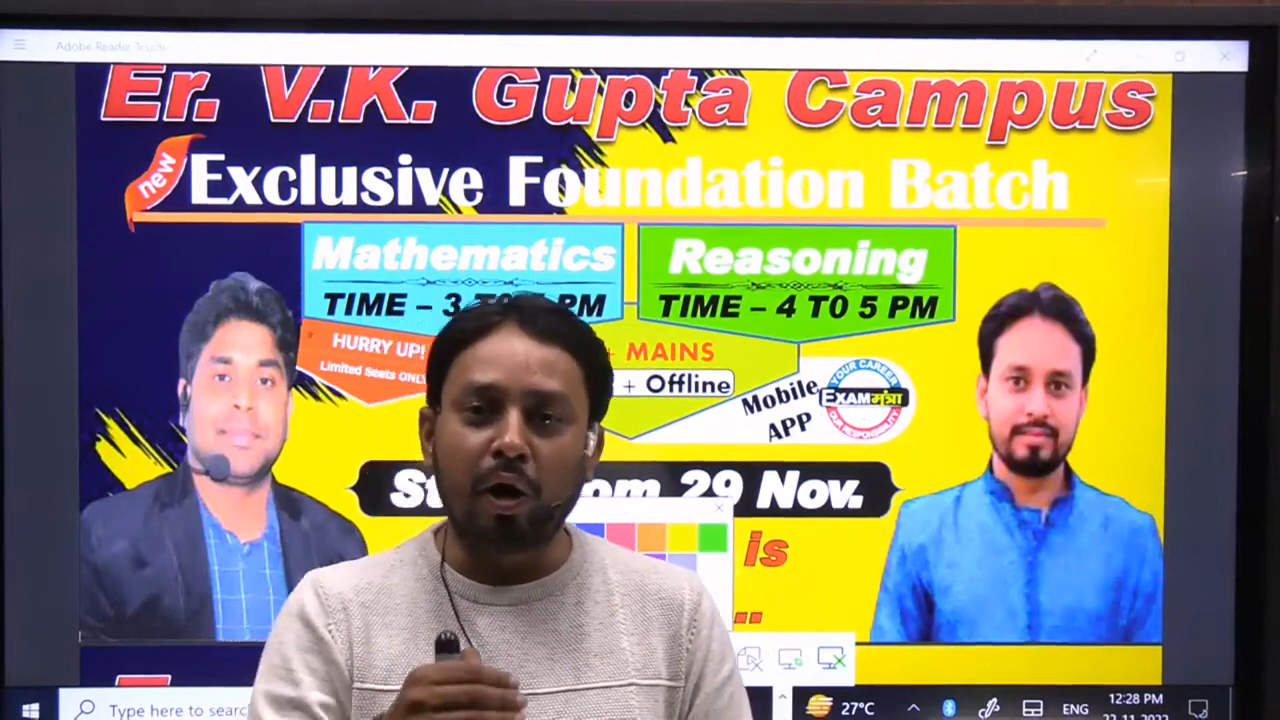 Adobe Reader Touch
Er. V.K. Gupta Campus
new
Exclusive Foundation Batch
Mathematics
TIME – 3 PM
Reasoning
TIME – 4 TO 5 PM
HURRY UP!
Limited Seats ONLY
+ MAINS
+ Offline
Mobile
APP
YOUR CAREER
EXAMमंत्रा
OUR RESPONSIBILITY
29 Nov.
is
..
Type here to search
27°C
ENG
12:28 PM